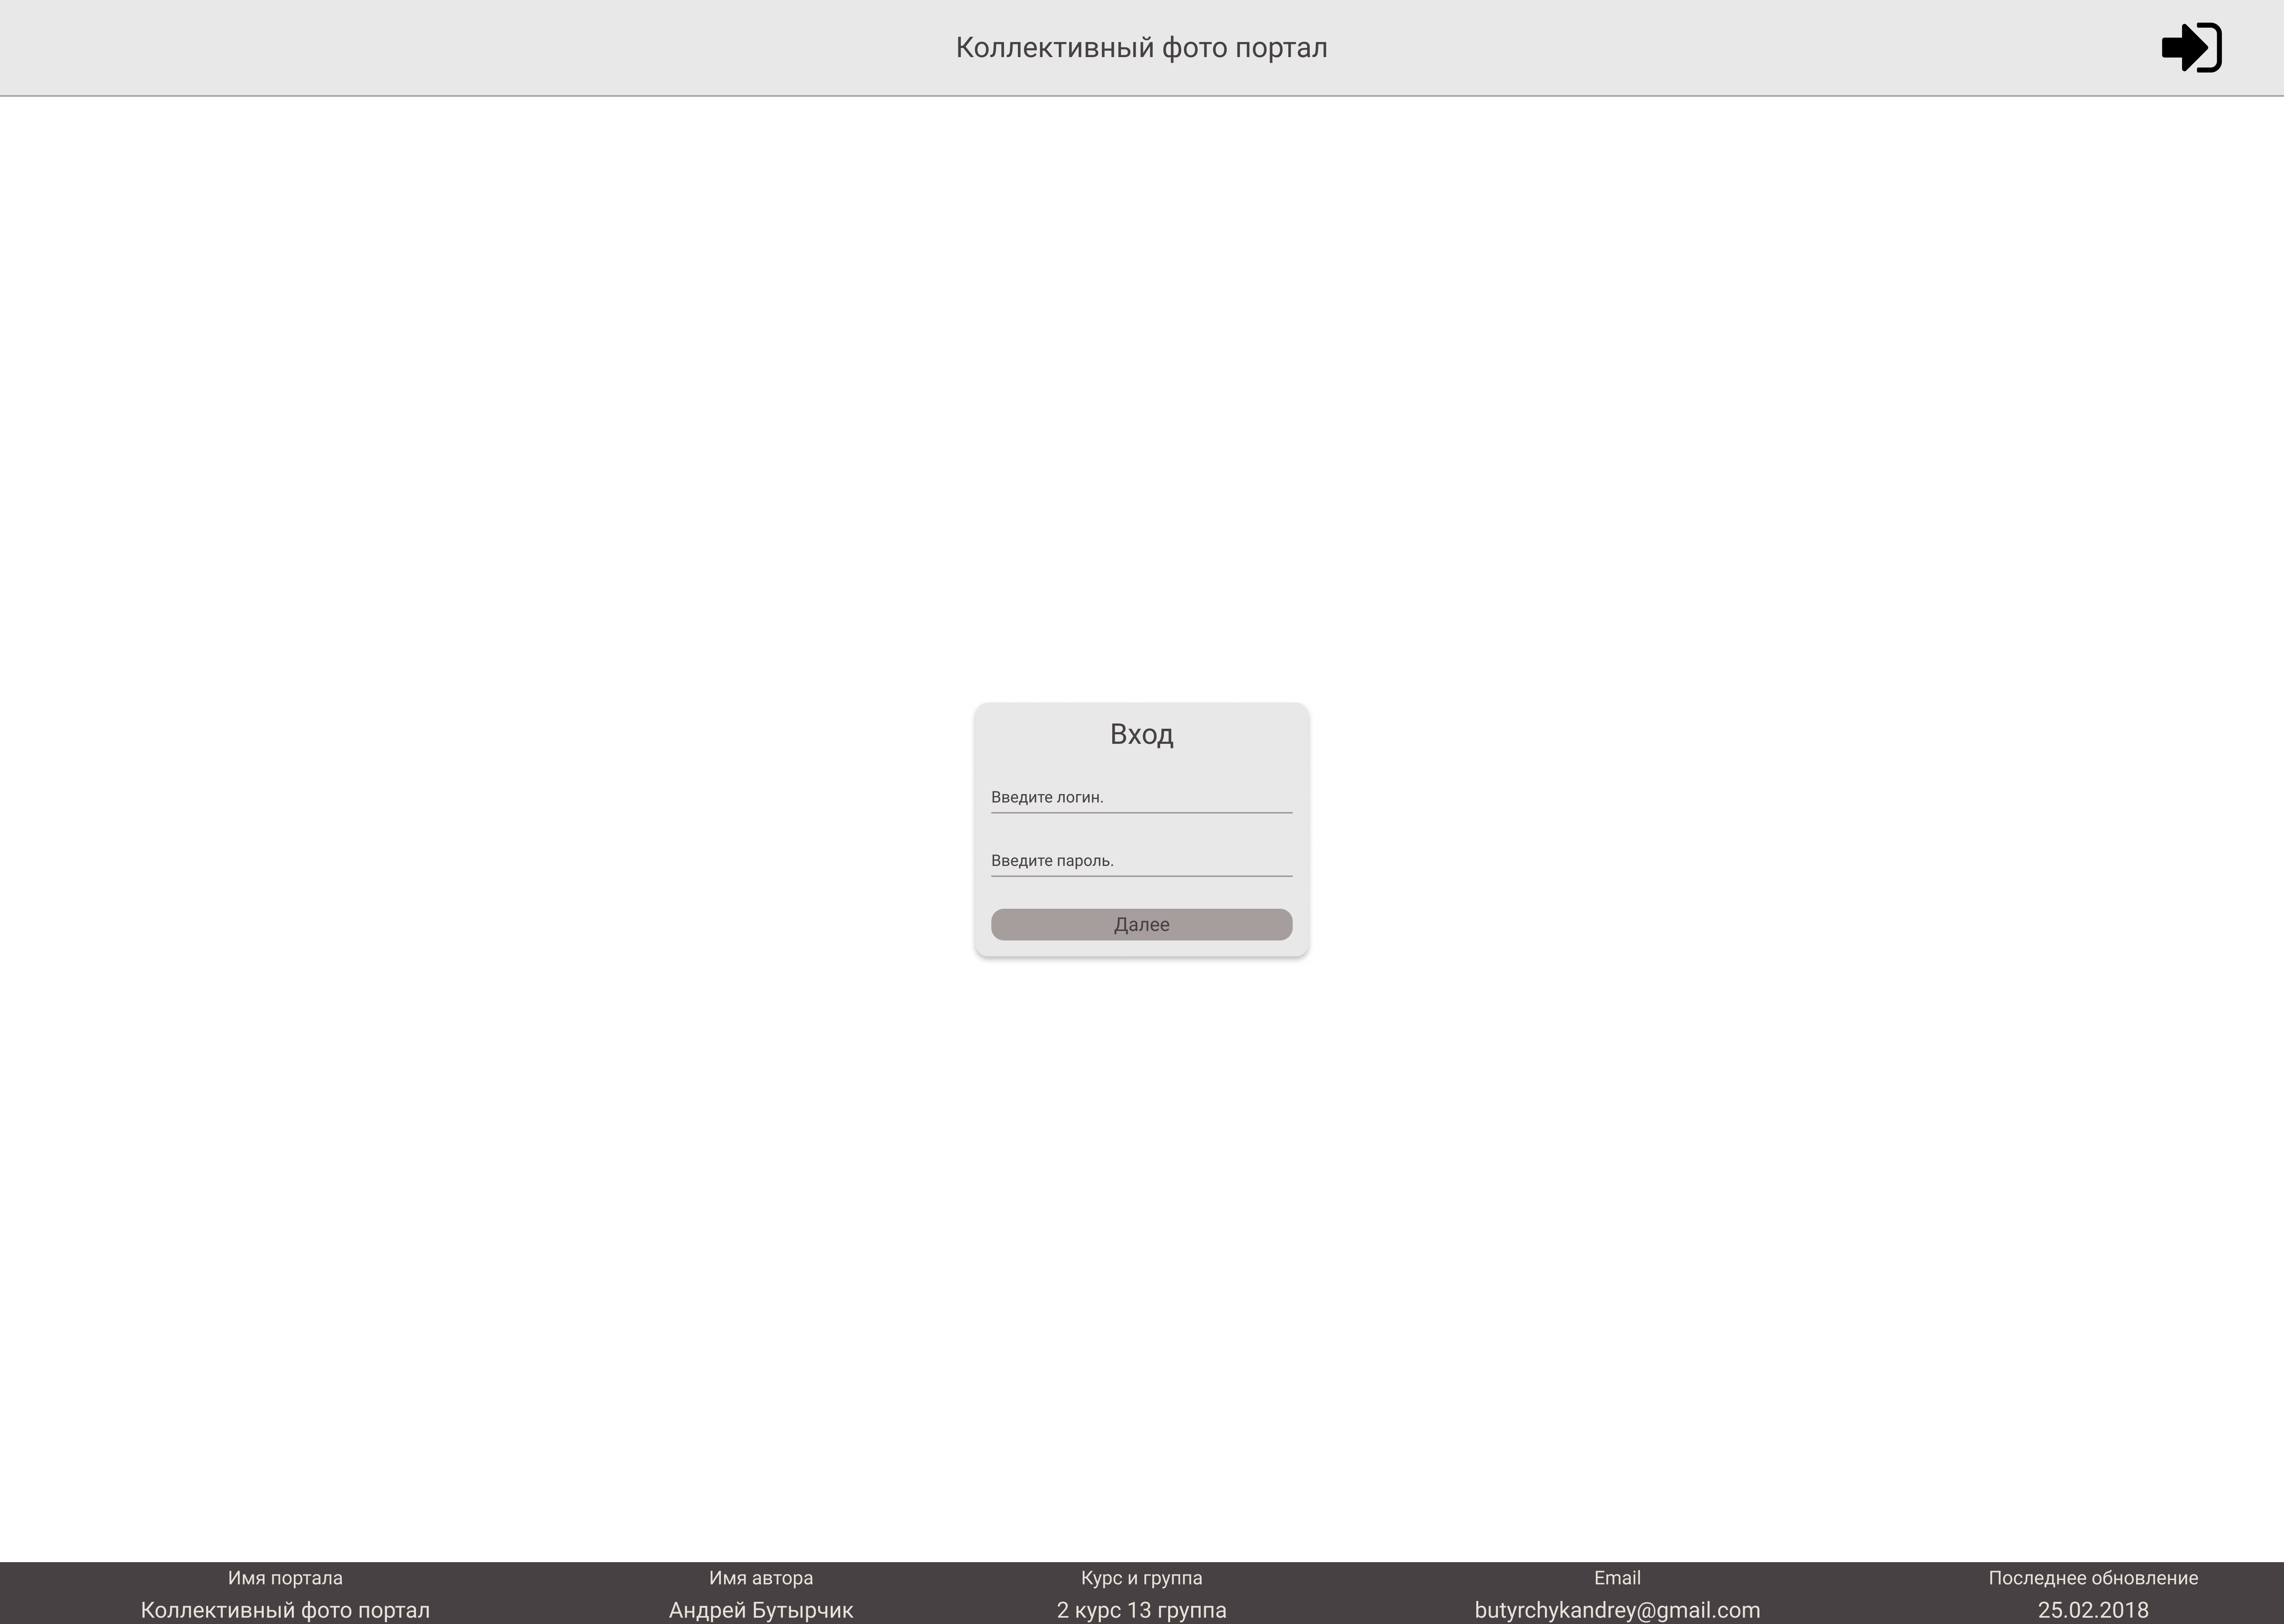 Коллективный фото портал
Вход
Введите логин.
Введите пароль.
Далее
Имя портала
Коллективный фото портал
Имя автора
Андрей Бутырчик
Курс и группа
2 курс 13 группа
Email
butyrchykandrey@gmail.com
Последнее обновление
25.02.2018